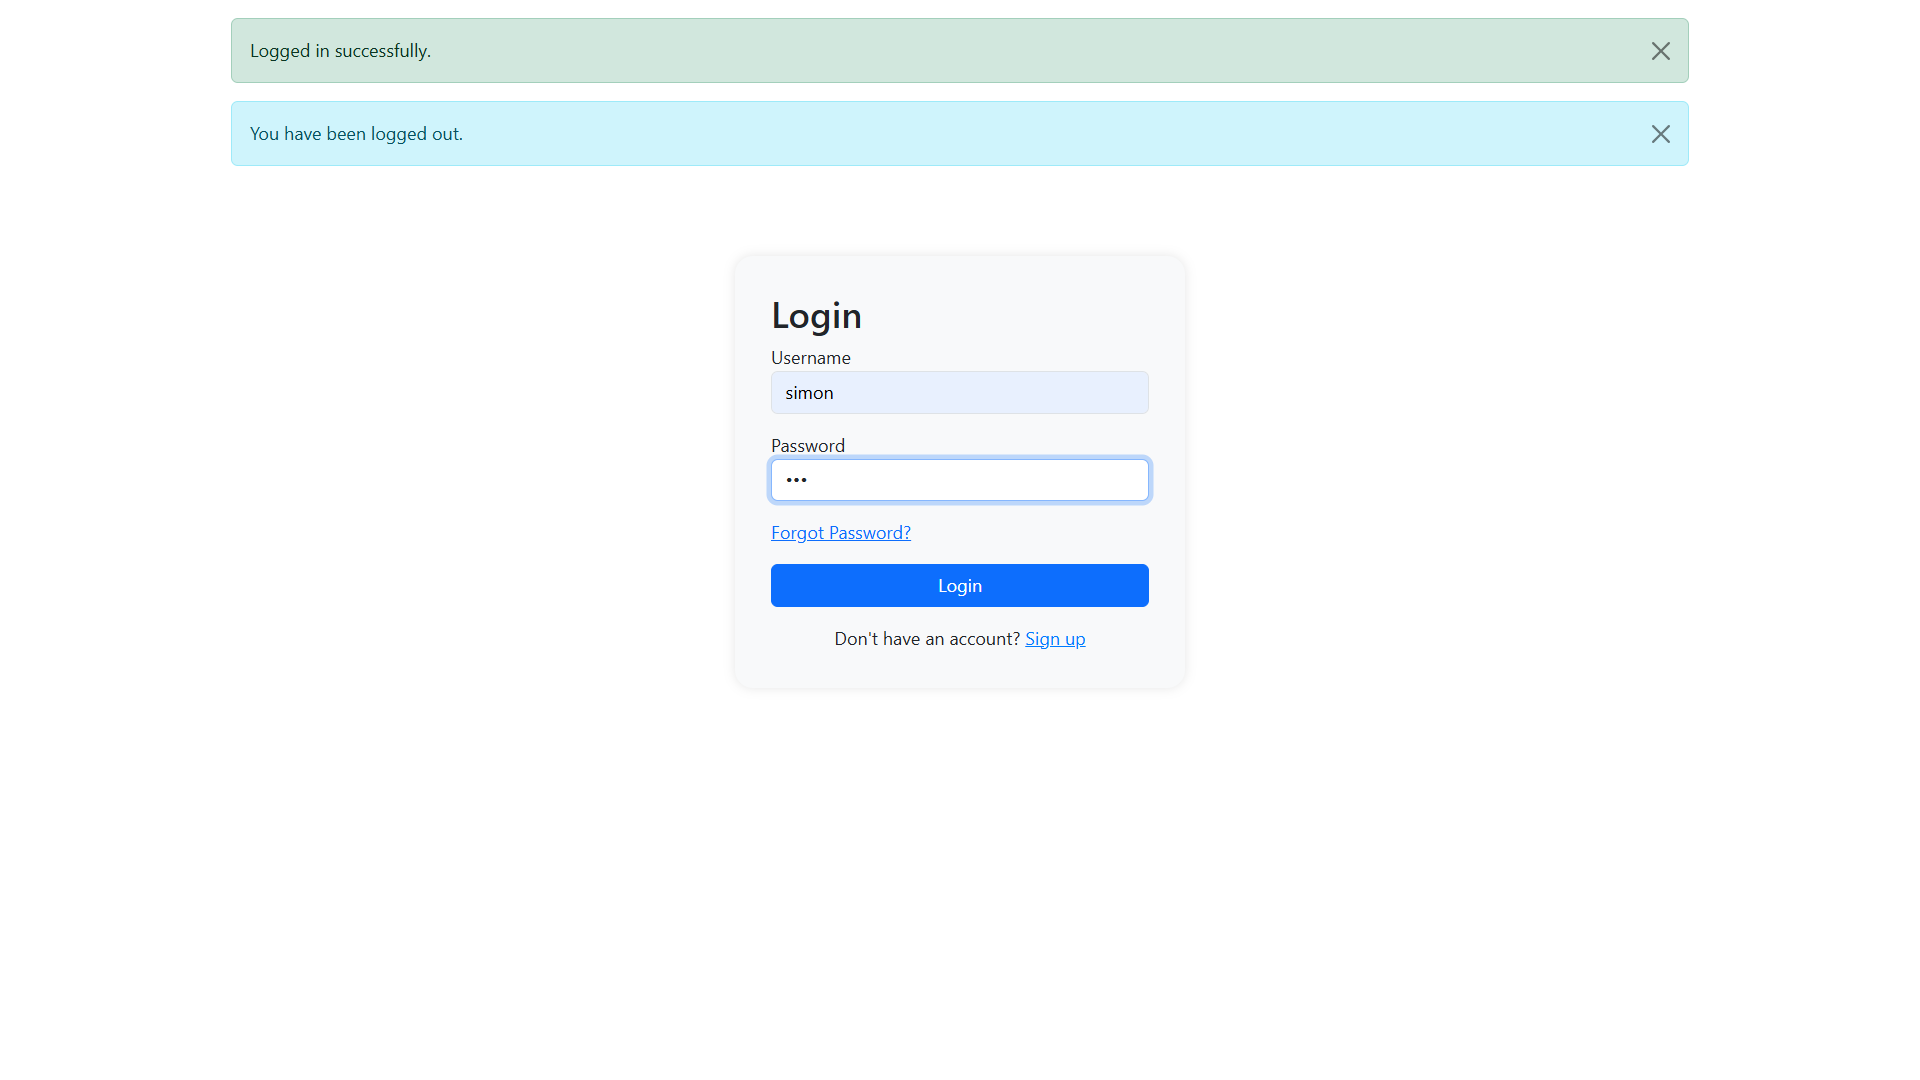 Logged in successfully.
You have been logged out.
Login
Username
simon
Password
•••
Forgot Password?
Login
Don't have an account? Sign up